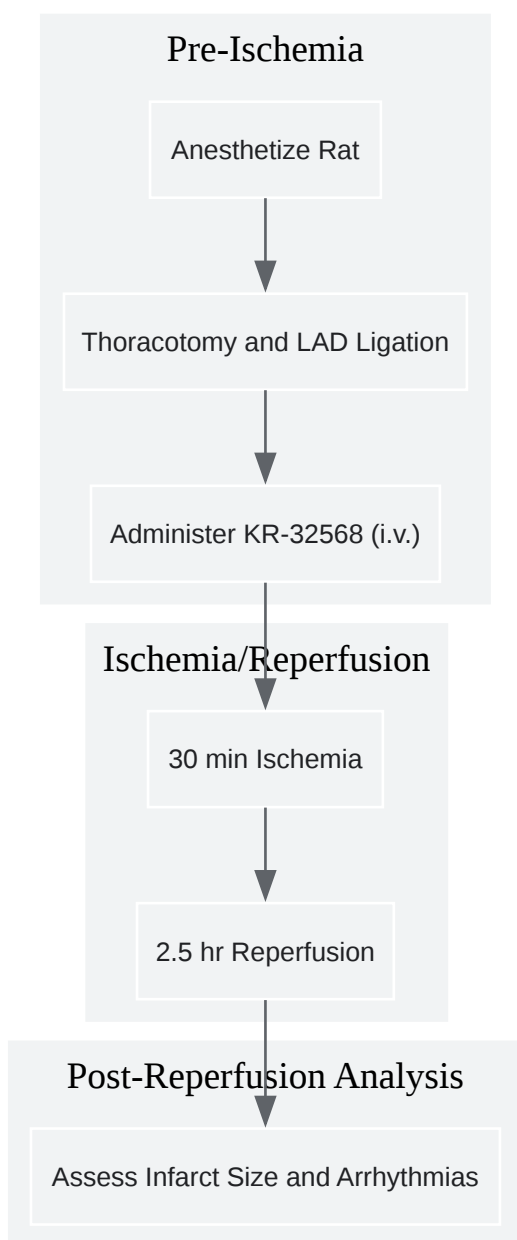 Pre-Ischemia
Anesthetize Rat
Thoracotomy and LAD Ligation
Administer KR-32568 (i.v.)
Ischemia/Reperfusion
30 min Ischemia
2.5 hr Reperfusion
Post-Reperfusion Analysis
Assess Infarct Size and Arrhythmias